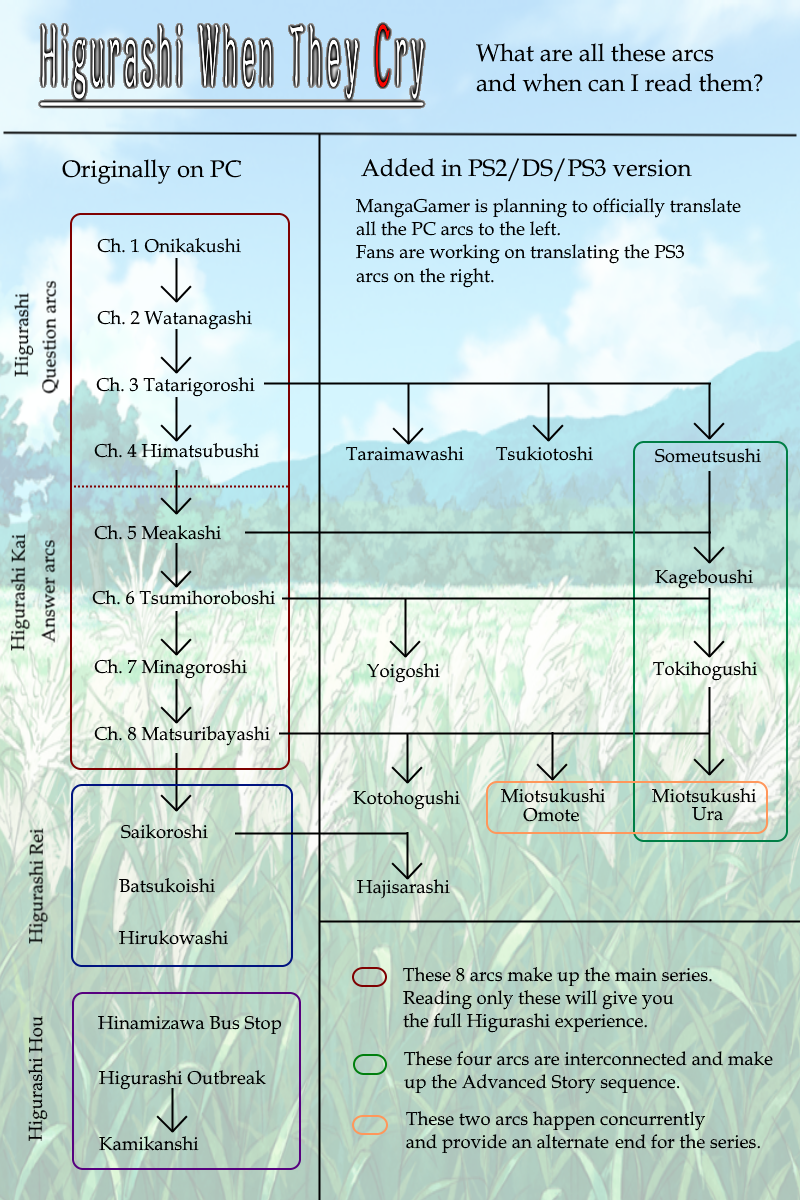 Higurashi When They Cry
What are all these arcs
and when can I read them?
Originally on PC
Higurashi
Question arcs
Ch. 1 Onikakushi
Ch. 2 Watanagashi
Ch. 3 Tatarigoroshi
Ch. 4 Himatsubushi
Higurashi Kai
Answer arcs
Ch. 5 Meakashi
Ch. 6 Tsumihoroboshi
Ch. 7 Minagoroshi
Ch. 8 Matsuribayashi
Higurashi Rei
Saikoroshi
Batsukoishi
Hirukowashi
Higurashi Hou
Hinamizawa Bus Stop
Higurashi Outbreak
Kamikanshi
Added in PS2/DS/PS3 version
MangaGamer is planning to officially translate
all the PC arcs to the left.
Fans are working on translating the PS3
arcs on the right.
Taraimawashi
Tsukiotoshi
Someutsushi
Kageboushi
Yoigoshi
Tokihogushi
Kotohogushi
Miotsukushi
Omote
Miotsukushi
Ura
Hajisarashi
These 8 arcs make up the main series.
Reading only these will give you
the full Higurashi experience.
These four arcs are interconnected and make
up the Advanced Story sequence.
These two arcs happen concurrently
and provide an alternate end for the series.